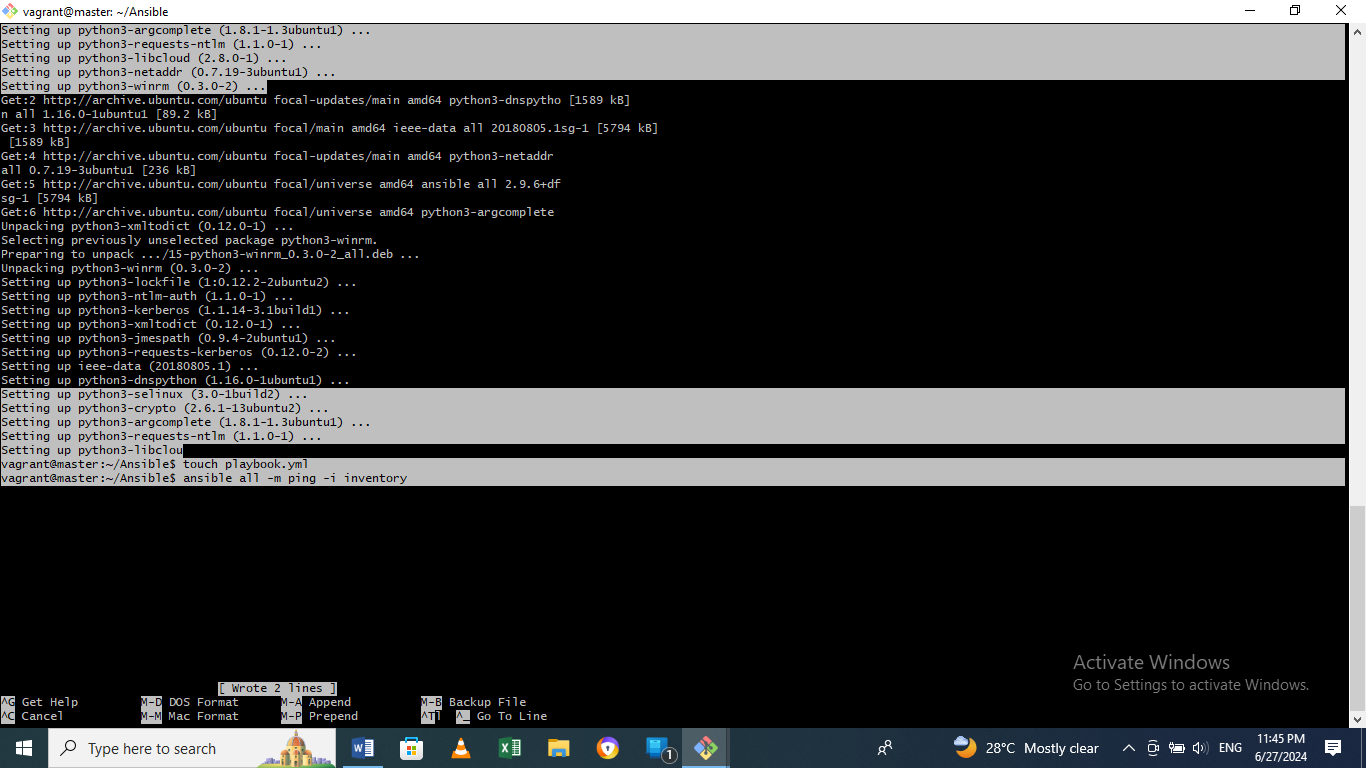 vagrant@master: ~/Ansible
Setting up python3-argcomplete (1.8.1-1.3ubuntu1) ...
Setting up python3-requests-ntlm (1.1.0-1) ...
Setting up python3-libcloud (2.8.0-1) ...
Setting up python3-netaddr (0.7.19-3ubuntu1) ...
Setting up python3-winrm (0.3.0-2) ...
Get:2 http://archive.ubuntu.com/ubuntu focal-updates/main amd64 python3-dnspytho [1589 kB]
n all 1.16.0-1ubuntu1 [89.2 kB]
Get:3 http://archive.ubuntu.com/ubuntu focal/main amd64 ieee-data all 20180805.1sg-1 [5794 kB]
[1589 kB]
Get:4 http://archive.ubuntu.com/ubuntu focal-updates/main amd64 python3-netaddr
all 0.7.19-3ubuntu1 [236 kB]
Get:5 http://archive.ubuntu.com/ubuntu focal/universe amd64 ansible all 2.9.6+df
sg-1 [5794 kB]
Get:6 http://archive.ubuntu.com/ubuntu focal/universe amd64 python3-argcomplete
Unpacking python3-xmltodict (0.12.0-1) ...
Selecting previously unselected package python3-winrm.
Preparing to unpack .../15-python3-winrm_0.3.0-2_all.deb ...
Unpacking python3-winrm (0.3.0-2) ...
Setting up python3-lockfile (1:0.12.2-2ubuntu2) ...
Setting up python3-ntlm-auth (1.1.0-1) ...
Setting up python3-kerberos (1.1.14-3.1build1) ...
Setting up python3-xmltodict (0.12.0-1) ...
Setting up python3-jmespath (0.9.4-2ubuntu1) ...
Setting up python3-requests-kerberos (0.12.0-2) ...
Setting up ieee-data (20180805.1) ...
Setting up python3-dnspython (1.16.0-1ubuntu1) ...
Setting up python3-selinux (3.0-1build2) ...
Setting up python3-crypto (2.6.1-13ubuntu2) ...
Setting up python3-argcomplete (1.8.1-1.3ubuntu1) ...
Setting up python3-requests-ntlm (1.1.0-1) ...
Setting up python3-libclou
vagrant@master:~/Ansible$ touch playbook.yml
vagrant@master:~/Ansible$ ansible all -m ping -i inventory
Activate Windows
Go to Settings to activate Windows.
[ Wrote 2 lines ]
^G Get Help M-D DOS Format M-A Append M-B Backup File
^C Cancel M-M Mac Format M-P Prepend ^Tl ^_ Go To Line
Type here to search
1
28°C Mostly clear
ENG
11:45 PM
6/27/2024